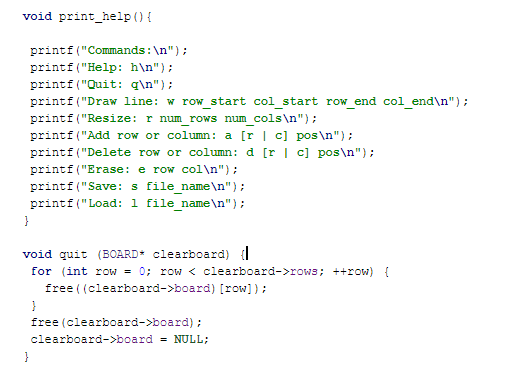 void print_help(){
printf("Commands:\n");
printf("Help: h\n");
printf("Quit: q\n");
printf("Draw line: w row_start col_start row_end col_end\n");
printf("Resize: r num_rows num_cols\n");
printf("Add row or column: a [r | c] pos\n");
printf("Delete row or column: d [r | c] pos\n");
printf("Erase: e row col\n");
printf("Save: s file_name\n");
printf("Load: l file_name\n");
}
void quit (BOARD* clearboard) {
for (int row = 0; row < clearboard->rows; ++row) {
free((clearboard->board)[row]);
}
free(clearboard->board);
clearboard->board = NULL;
}